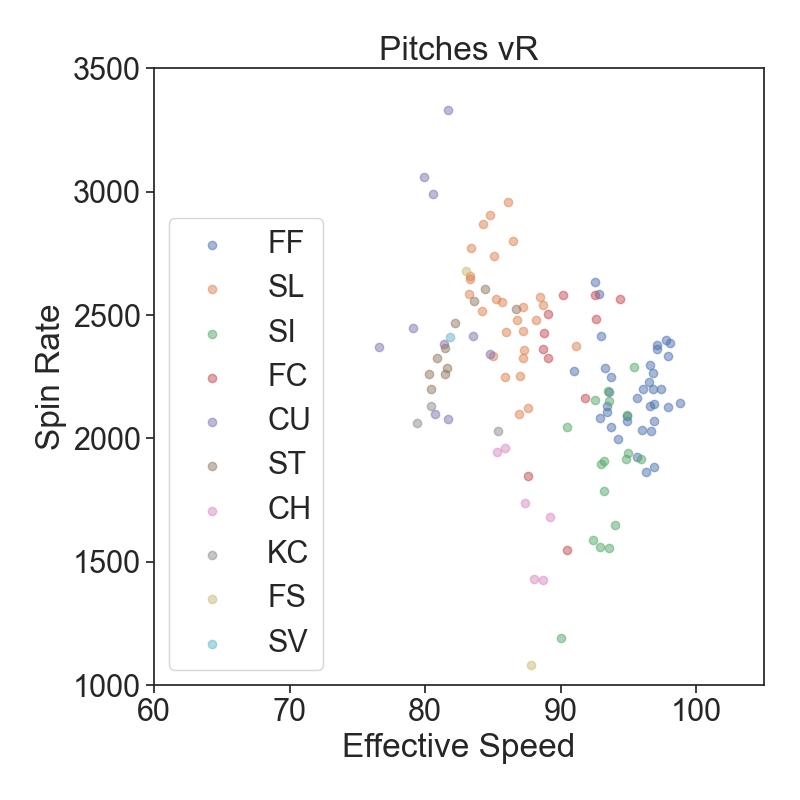 Pitches vR
3500
3000
2500
2000
1500
1000
Spin Rate
FF
SL
SI
FC
CU
ST
CH
KC
FS
SV
60 70 80 90 100
Effective Speed